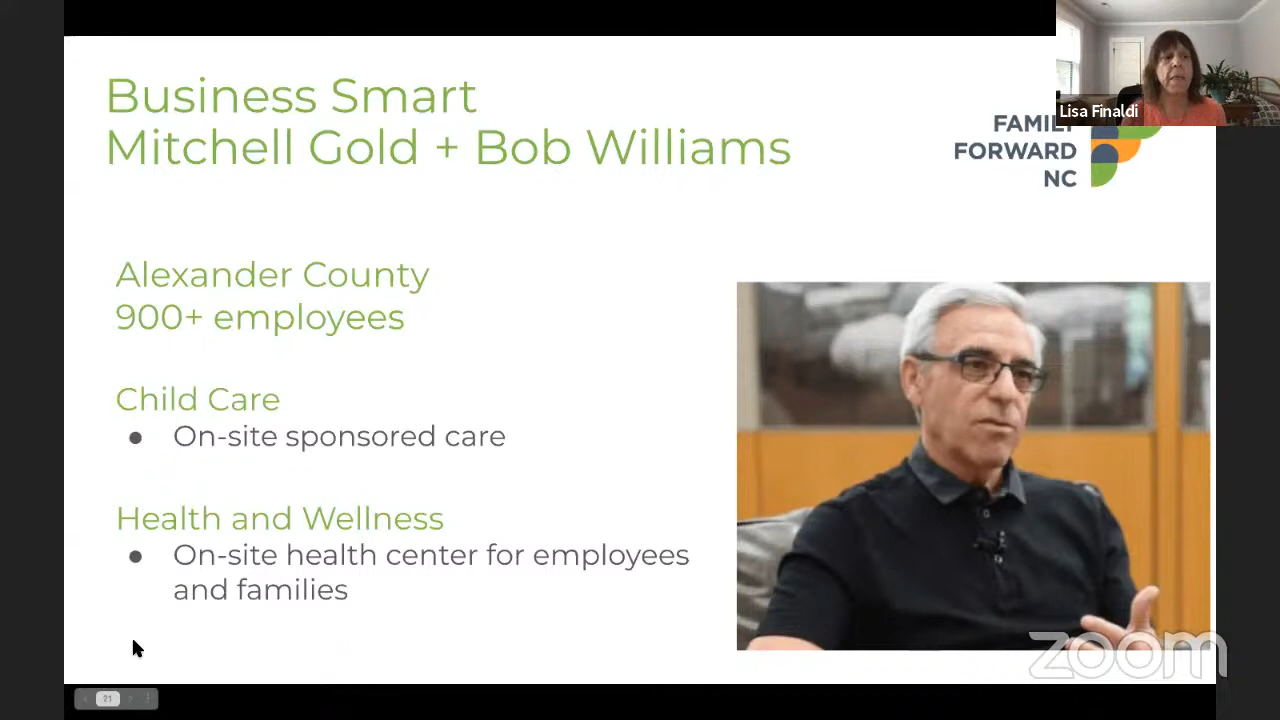 Business Smart
Mitchell Gold + Bob Williams
Lisa Finaldi
FAMILY
FORWARD
NC
Alexander County
900+ employees
Child Care
● On-site sponsored care
Health and Wellness
● On-site health center for employees
and families
zoom
21